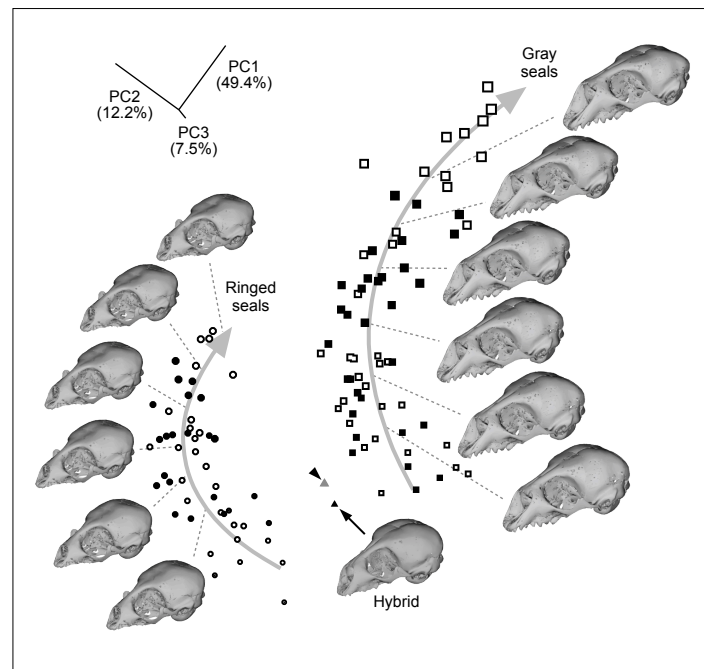 PC1
(49.4%)
PC2
(12.2%)
PC3
(7.5%)
Gray
seals
Ringed
seals
Hybrid